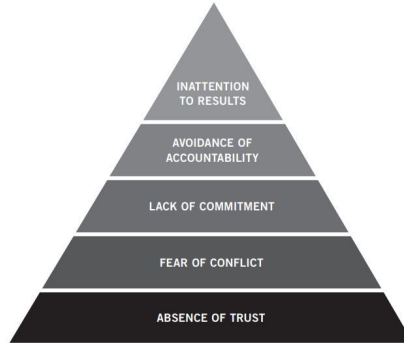 INATTENTION
TO RESULTS
AVOIDANCE OF
ACCOUNTABILITY
LACK OF COMMITMENT
FEAR OF CONFLICT
ABSENCE OF TRUST